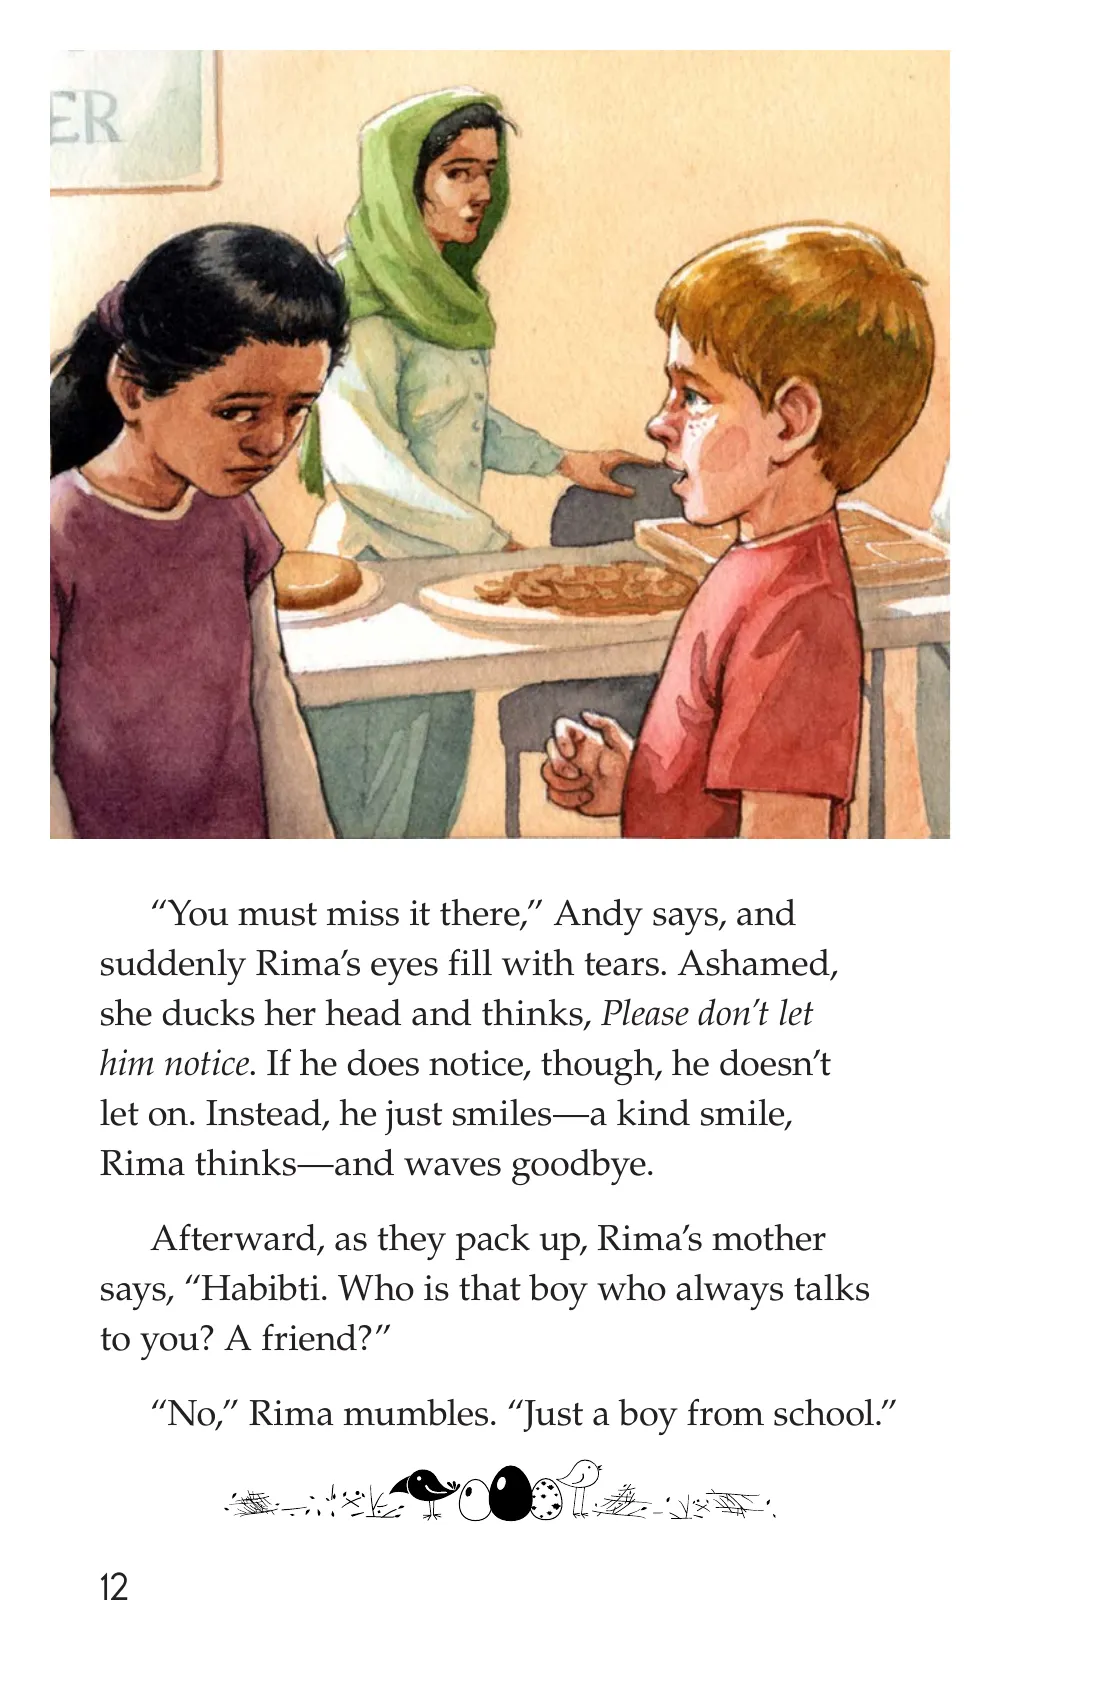 ER
“You must miss it there,” Andy says, and
suddenly Rima’s eyes fill with tears. Ashamed,
she ducks her head and thinks, Please don’t let
him notice. If he does notice, though, he doesn’t
let on. Instead, he just smiles—a kind smile,
Rima thinks—and waves goodbye.
Afterward, as they pack up, Rima’s mother
says, “Habibti. Who is that boy who always talks
to you? A friend?”
“No,” Rima mumbles. “Just a boy from school.”
12